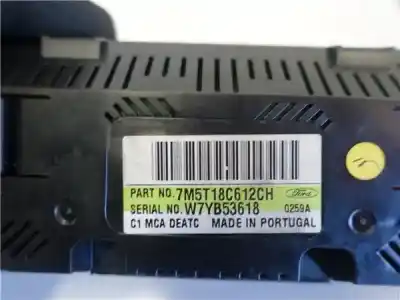 PART NO. 7M5T18C612CH Ford
SERIAL NO. W7YB53618 0259A
C1 MCA DEATC MADE IN PORTUGAL